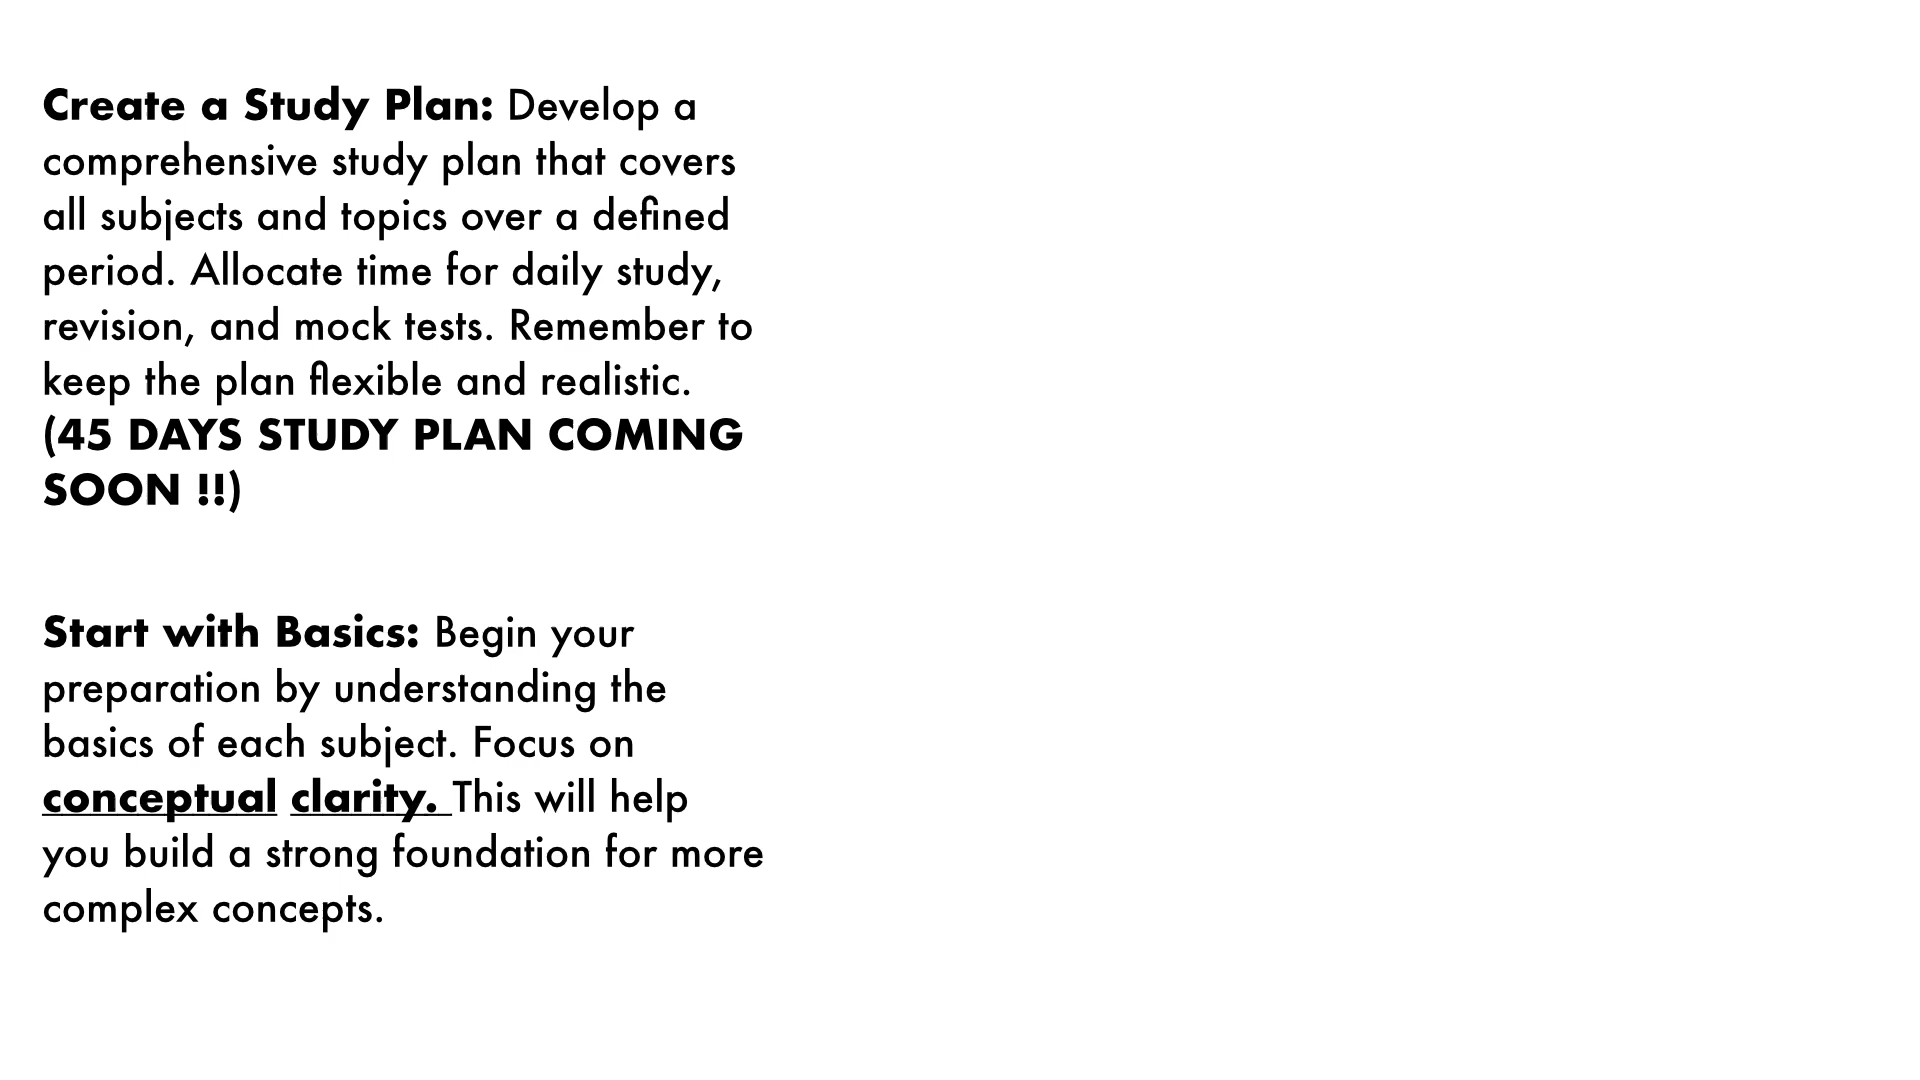 Create a Study Plan: Develop a
comprehensive study plan that covers
all subjects and topics over a defined
period. Allocate time for daily study,
revision, and mock tests. Remember to
keep the plan flexible and realistic.
(45 DAYS STUDY PLAN COMING
SOON !!)
Start with Basics: Begin your
preparation by understanding the
basics of each subject. Focus on
conceptual clarity. This will help
you build a strong foundation for more
complex concepts.